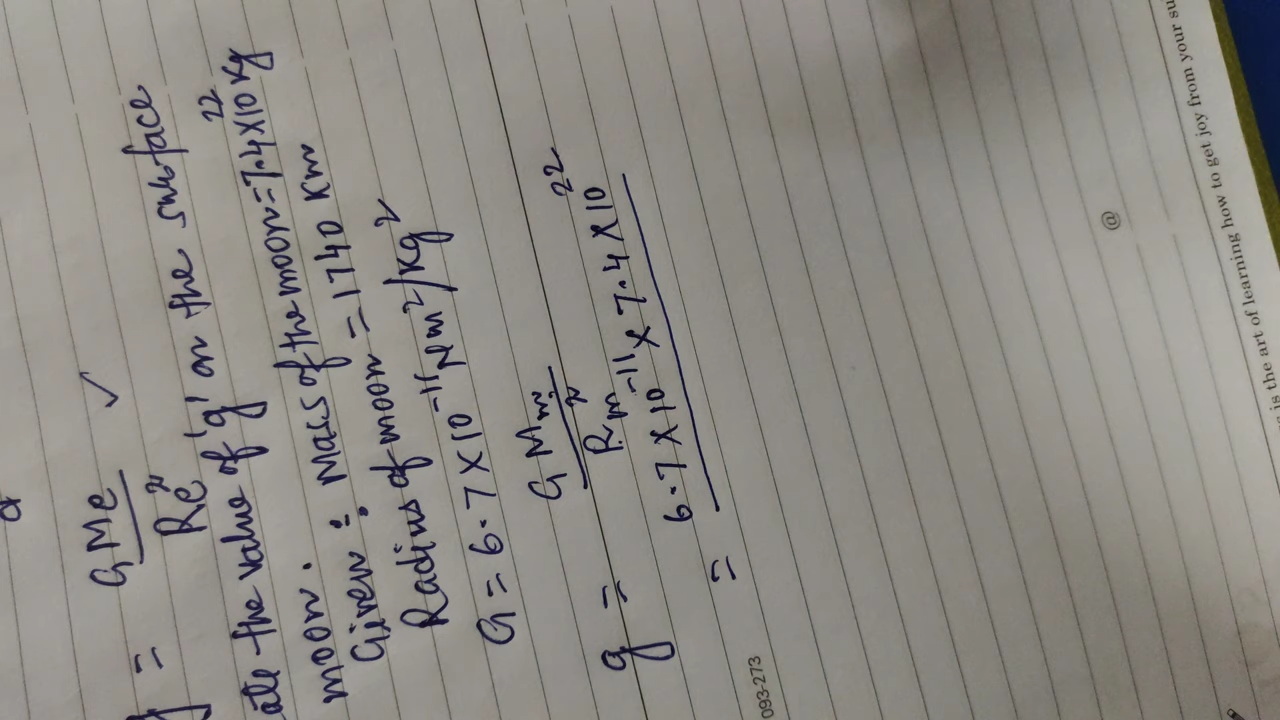 = GMe ✓
Re²
the value of 'g' on the surface
moon.
Given : Mass of the moon = 7.4 X 10²² Kg
Radius of moon = 1740 Km
G = 6.7 X 10⁻¹¹ Nm²/Kg²
g = G Mm
Rm²
= 6.7 X 10⁻¹¹ X 7.4 X 10²²
093-273
@
is the art of learning how to get joy from your su